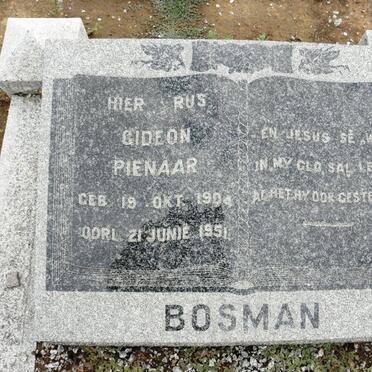 HIER RUS
GIDEON
PIENAAR
GEB. 19. OKT. 1904
OORL. 21 JUNIE 1951
EN JESUS SÊ
IN MY GLO SAL
AL HET HY OOK
BOSMAN